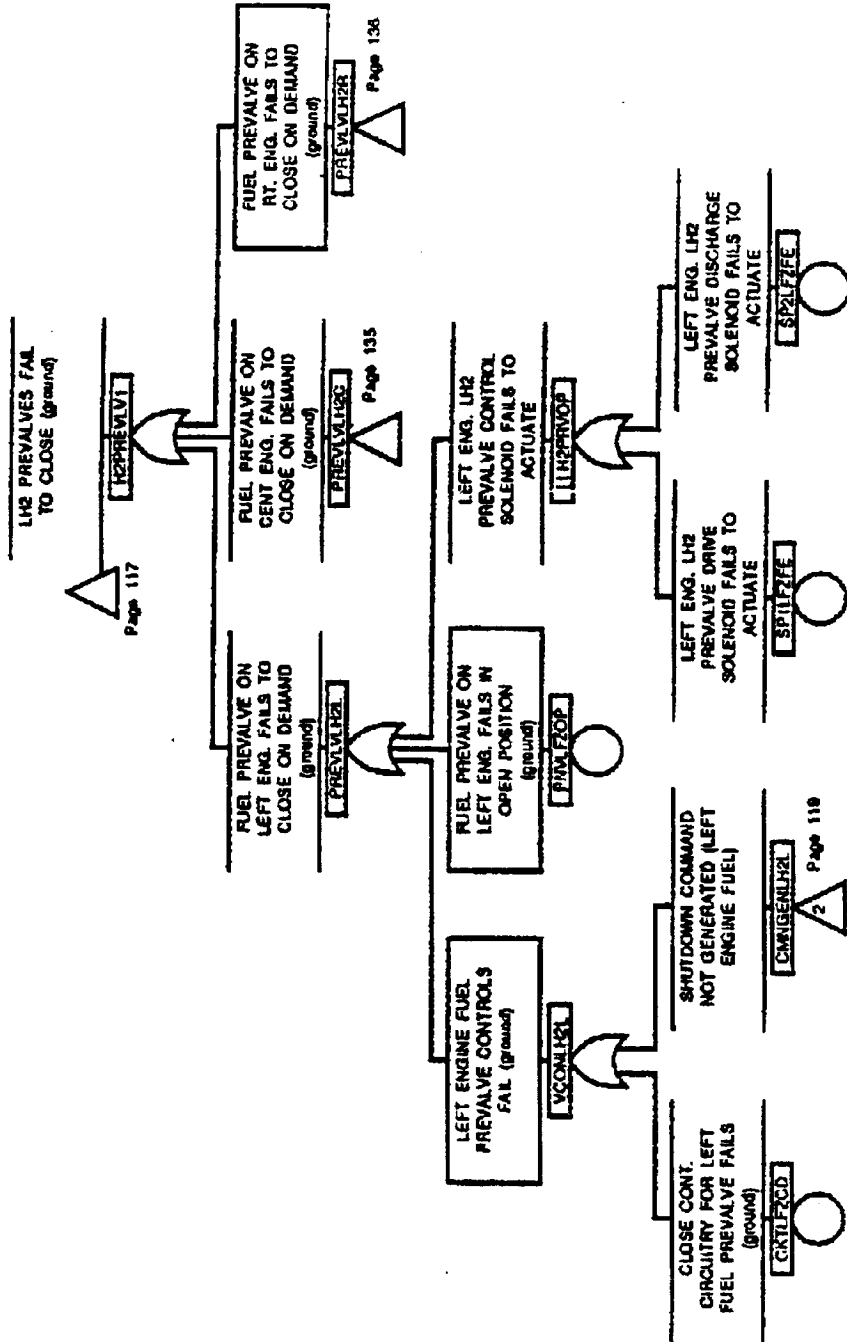 LH2 PREVALVES FAIL
TO CLOSE (ground)
H2PREVLV1
Page 117
FUEL PREVALVE ON
LEFT ENG. FAILS TO
CLOSE ON DEMAND
(ground)
PREVLVLH2L
FUEL PREVALVE ON
CENT ENG. FAILS TO
CLOSE ON DEMAND
(ground)
PREVLVLH2C
Page 135
FUEL PREVALVE ON
RT. ENG. FAILS TO
CLOSE ON DEMAND
(ground)
PREVLVLH2R
Page 136
LEFT ENGINE FUEL
PREVALVE CONTROLS
FAIL (ground)
VCONLH2L
FUEL PREVALVE ON
LEFT ENG. FAILS IN
OPEN POSITION
(ground)
LEFT ENG. LH2
PREVALVE CONTROL
SOLENOID FAILS TO
ACTUATE
CLOSE CONT.
CIRCUITRY FOR LEFT
FUEL PREVALVE FAILS
(ground)
CKTLFZCD
SHUTDOWN COMMAND
NOT GENERATED (LEFT
ENGINE FUEL)
CMNGENLH2L
2
Page 119
LEFT ENG. LH2
PREVALVE DRIVE
SOLENOID FAILS TO
ACTUATE
SP1LFZFE
LEFT ENG. LH2
PREVALVE DISCHARGE
SOLENOID FAILS TO
ACTUATE
SP2LFZFE